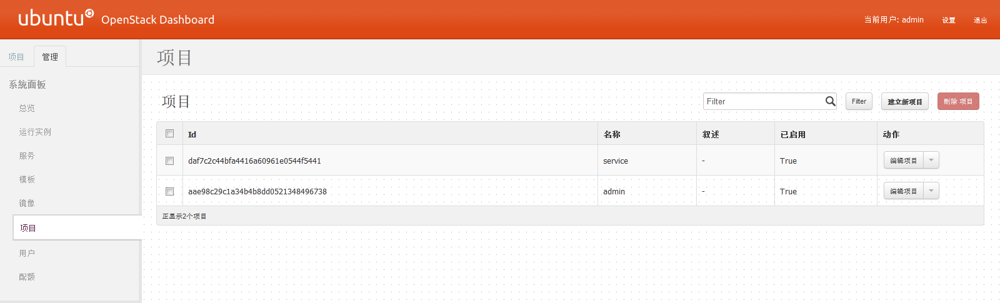 ubuntu OpenStack Dashboard 当前用户: admin 设置 退出
项目 管理
系统面板
总览
运行实例
服务
模板
镜像
项目
用户
配额
项目
项目 Filter Filter 建立新项目 删除 项目
Id 名称 叙述 已启用 动作
daf7c2c44bfa4416a60961e0544f5441 service - True 编辑项目
aae98c29c1a34b4b8dd0521348496738 admin - True 编辑项目
正显示2个项目